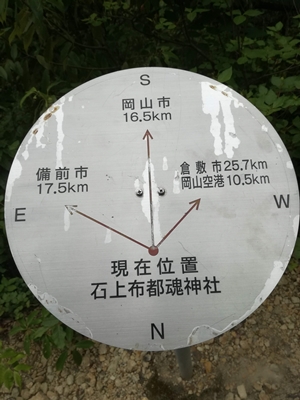 S
岡山市
16.5km
備前市
17.5km
倉敷市25.7km
岡山空港10.5km
E
W
現在位置
石上布都魂神社
N